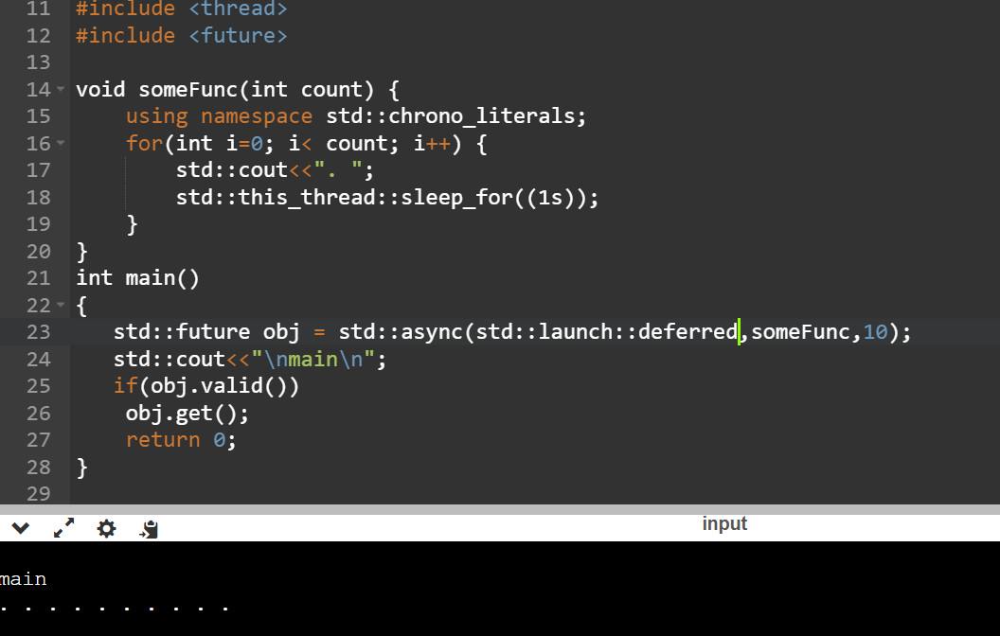 11 #include <thread>
12 #include <future>
13
14 void someFunc(int count) {
15     using namespace std::chrono_literals;
16     for(int i=0; i< count; i++) {
17         std::cout<<". ";
18         std::this_thread::sleep_for((1s));
19     }
20 }
21 int main()
22 {
23    std::future obj = std::async(std::launch::deferred,someFunc,10);
24    std::cout<<"\nmain\n";
25    if(obj.valid())
26     obj.get();
27     return 0;
28 }
29
input
main
. . . . . . . . . .